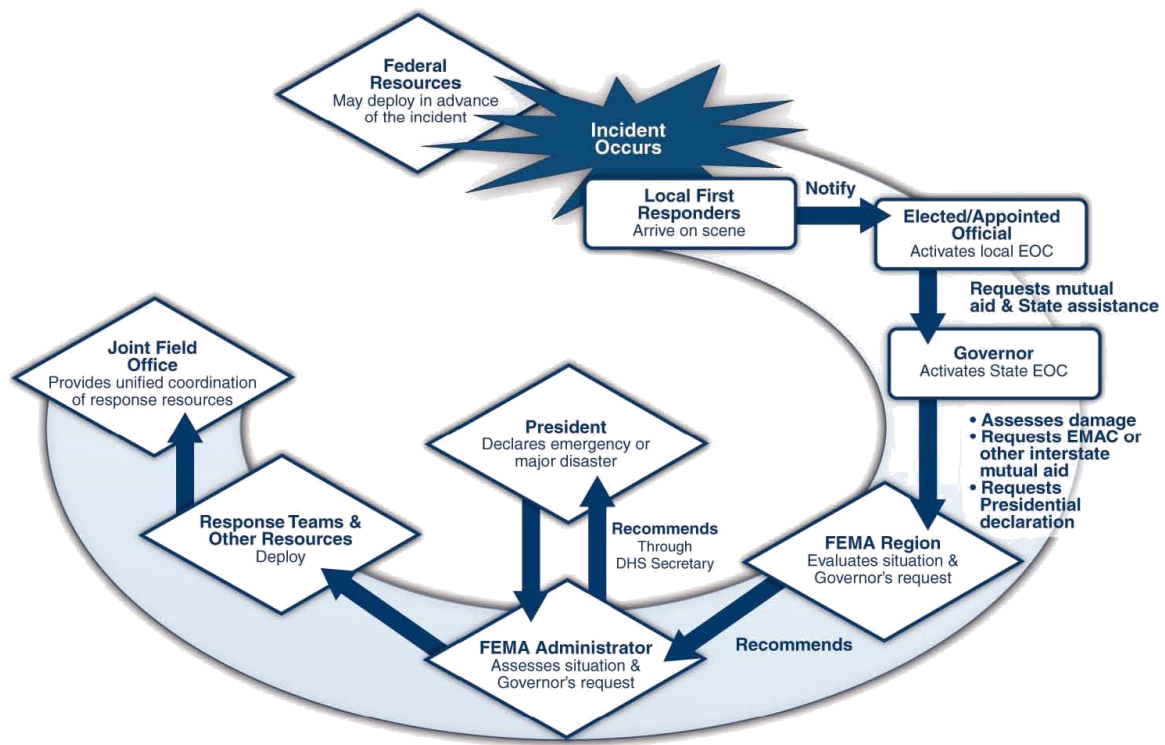 Federal
Resources
May deploy in advance
of the incident
Incident
Occurs
Local First
Responders
Arrive on scene
Notify
Elected/Appointed
Official
Activates local EOC
Requests mutual
aid & State assistance
Governor
Activates State EOC
• Assesses damage
• Requests EMAC or
other interstate
mutual aid
• Requests
Presidential
declaration
FEMA Region
Evaluates situation &
Governor's request
Recommends
FEMA Administrator
Assesses situation &
Governor's request
Recommends
Through
DHS Secretary
President
Declares emergency or
major disaster
Response Teams &
Other Resources
Deploy
Joint Field
Office
Provides unified coordination
of response resources